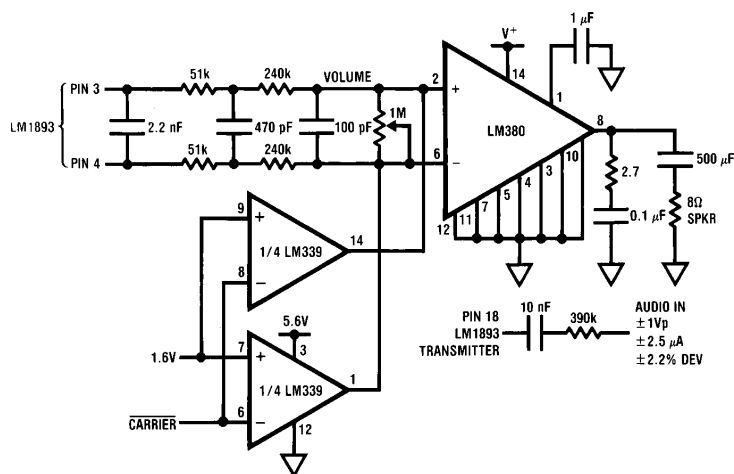 1 μF
V+
51k
240k
VOLUME
14
PIN 3
2
1
+
1M
8
LM1893
2.2 nF
470 pF
100 pF
LM380
500 μF
PIN 4
6
−
10
2.7
51k
240k
3
4
5
7
11
12
0.1 μF
8Ω
SPKR
9
+
14
1/4 LM339
8
−
10 nF
390k
PIN 18
LM1893
TRANSMITTER
AUDIO IN
±1Vp
±2.5 μA
±2.2% DEV
5.6V
3
1.6V
7
+
1
1/4 LM339
CARRIER
6
−
12